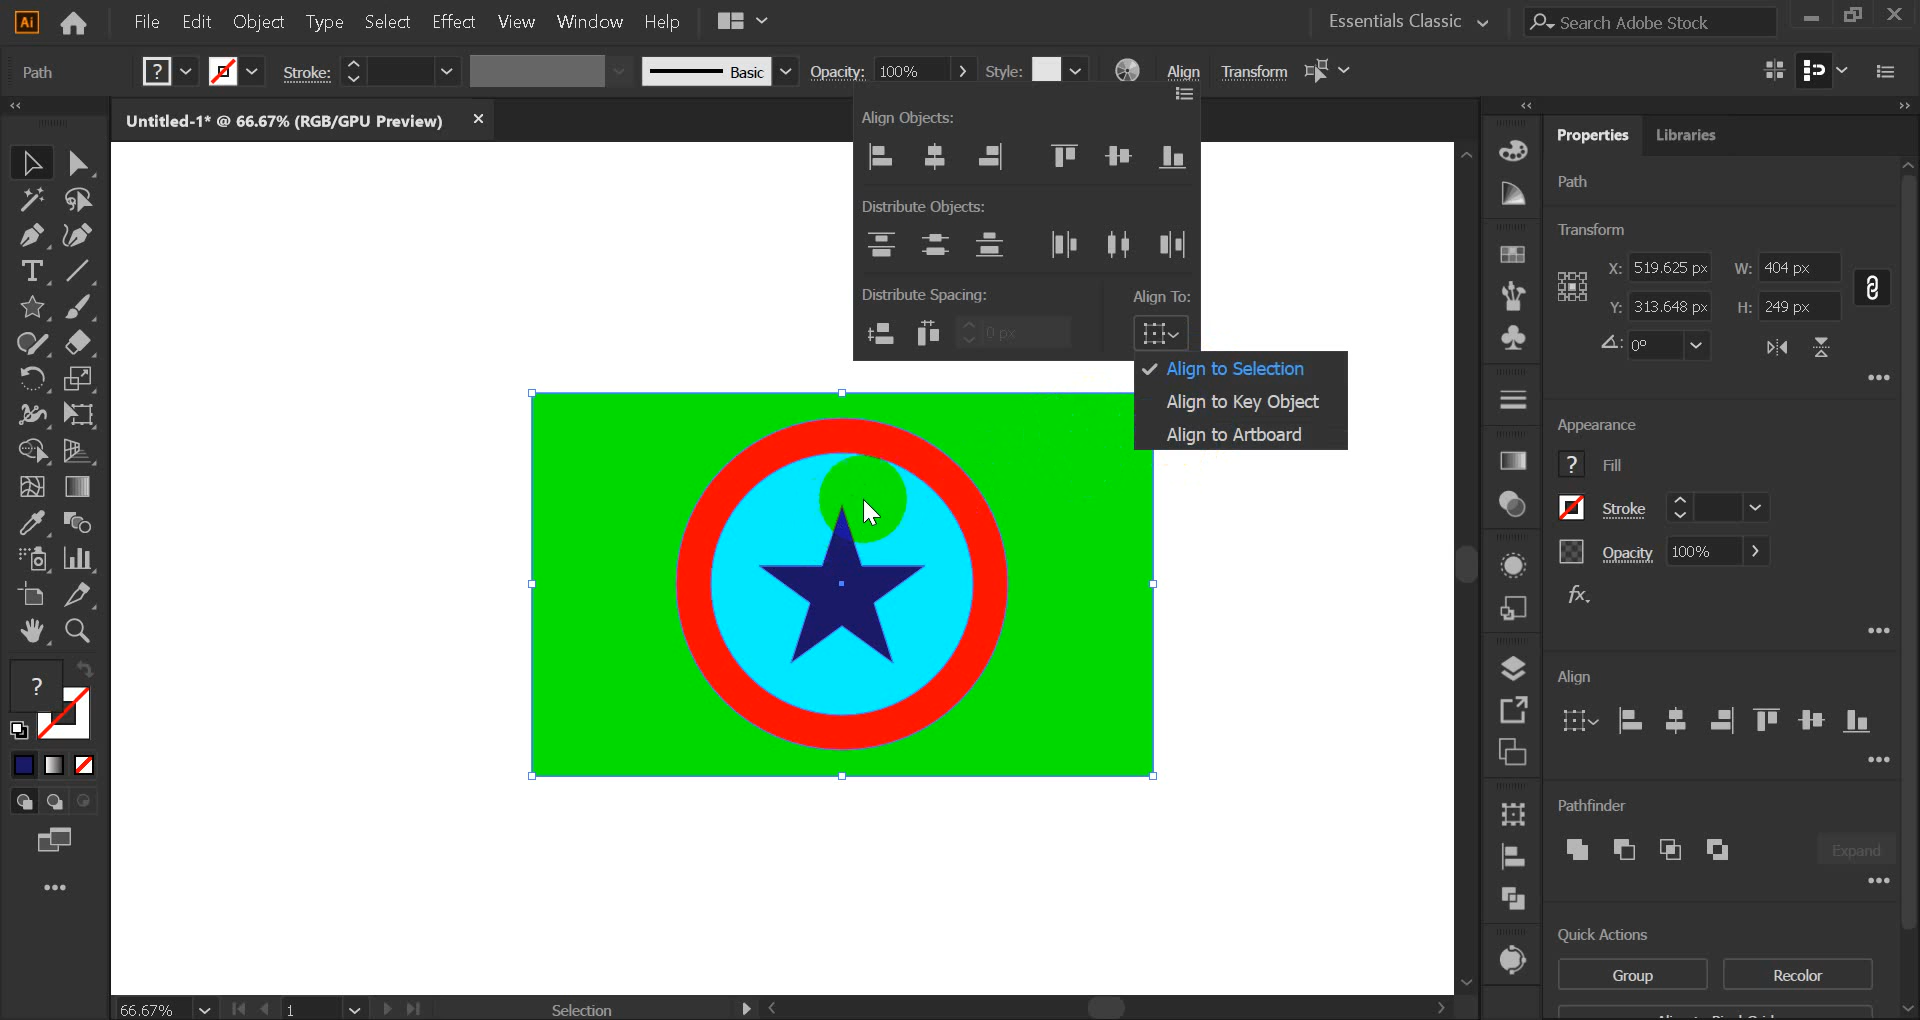 Ai File Edit Object Type Select Effect View Window Help Essentials Classic Search Adobe Stock
Path ? Stroke: Basic Opacity: 100% Style: Align Transform
Untitled-1* @ 66.67% (RGB/GPU Preview)
Align Objects:
Distribute Objects:
Distribute Spacing:
Align To:
0 px
Align to Selection
Align to Key Object
Align to Artboard
Properties Libraries
Path
Transform
X: 519.625 px W: 404 px
Y: 313.648 px H: 249 px
0°
Appearance
? Fill
Stroke
Opacity 100%
fx.
Align
Pathfinder
Expand
Quick Actions
Group Recolor
?
66.67% 1 Selection